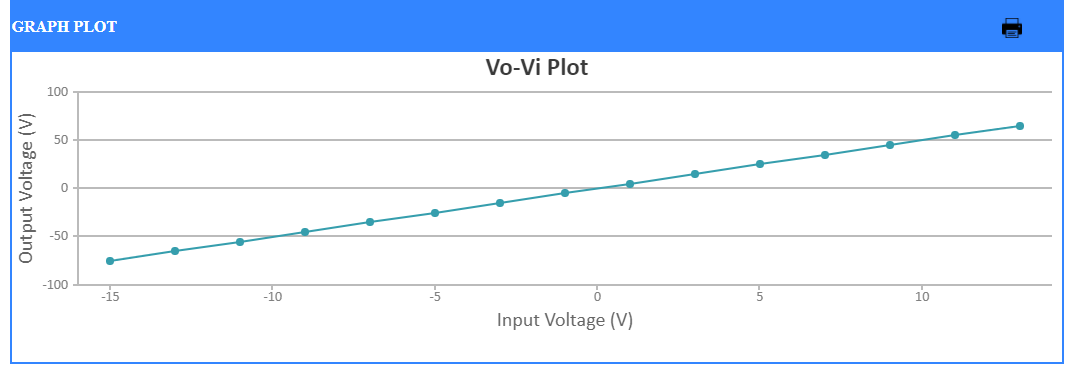 GRAPH PLOT
Vo-Vi Plot
100
50
0
-50
-100
Output Voltage (V)
-15 -10 -5 0 5 10
Input Voltage (V)